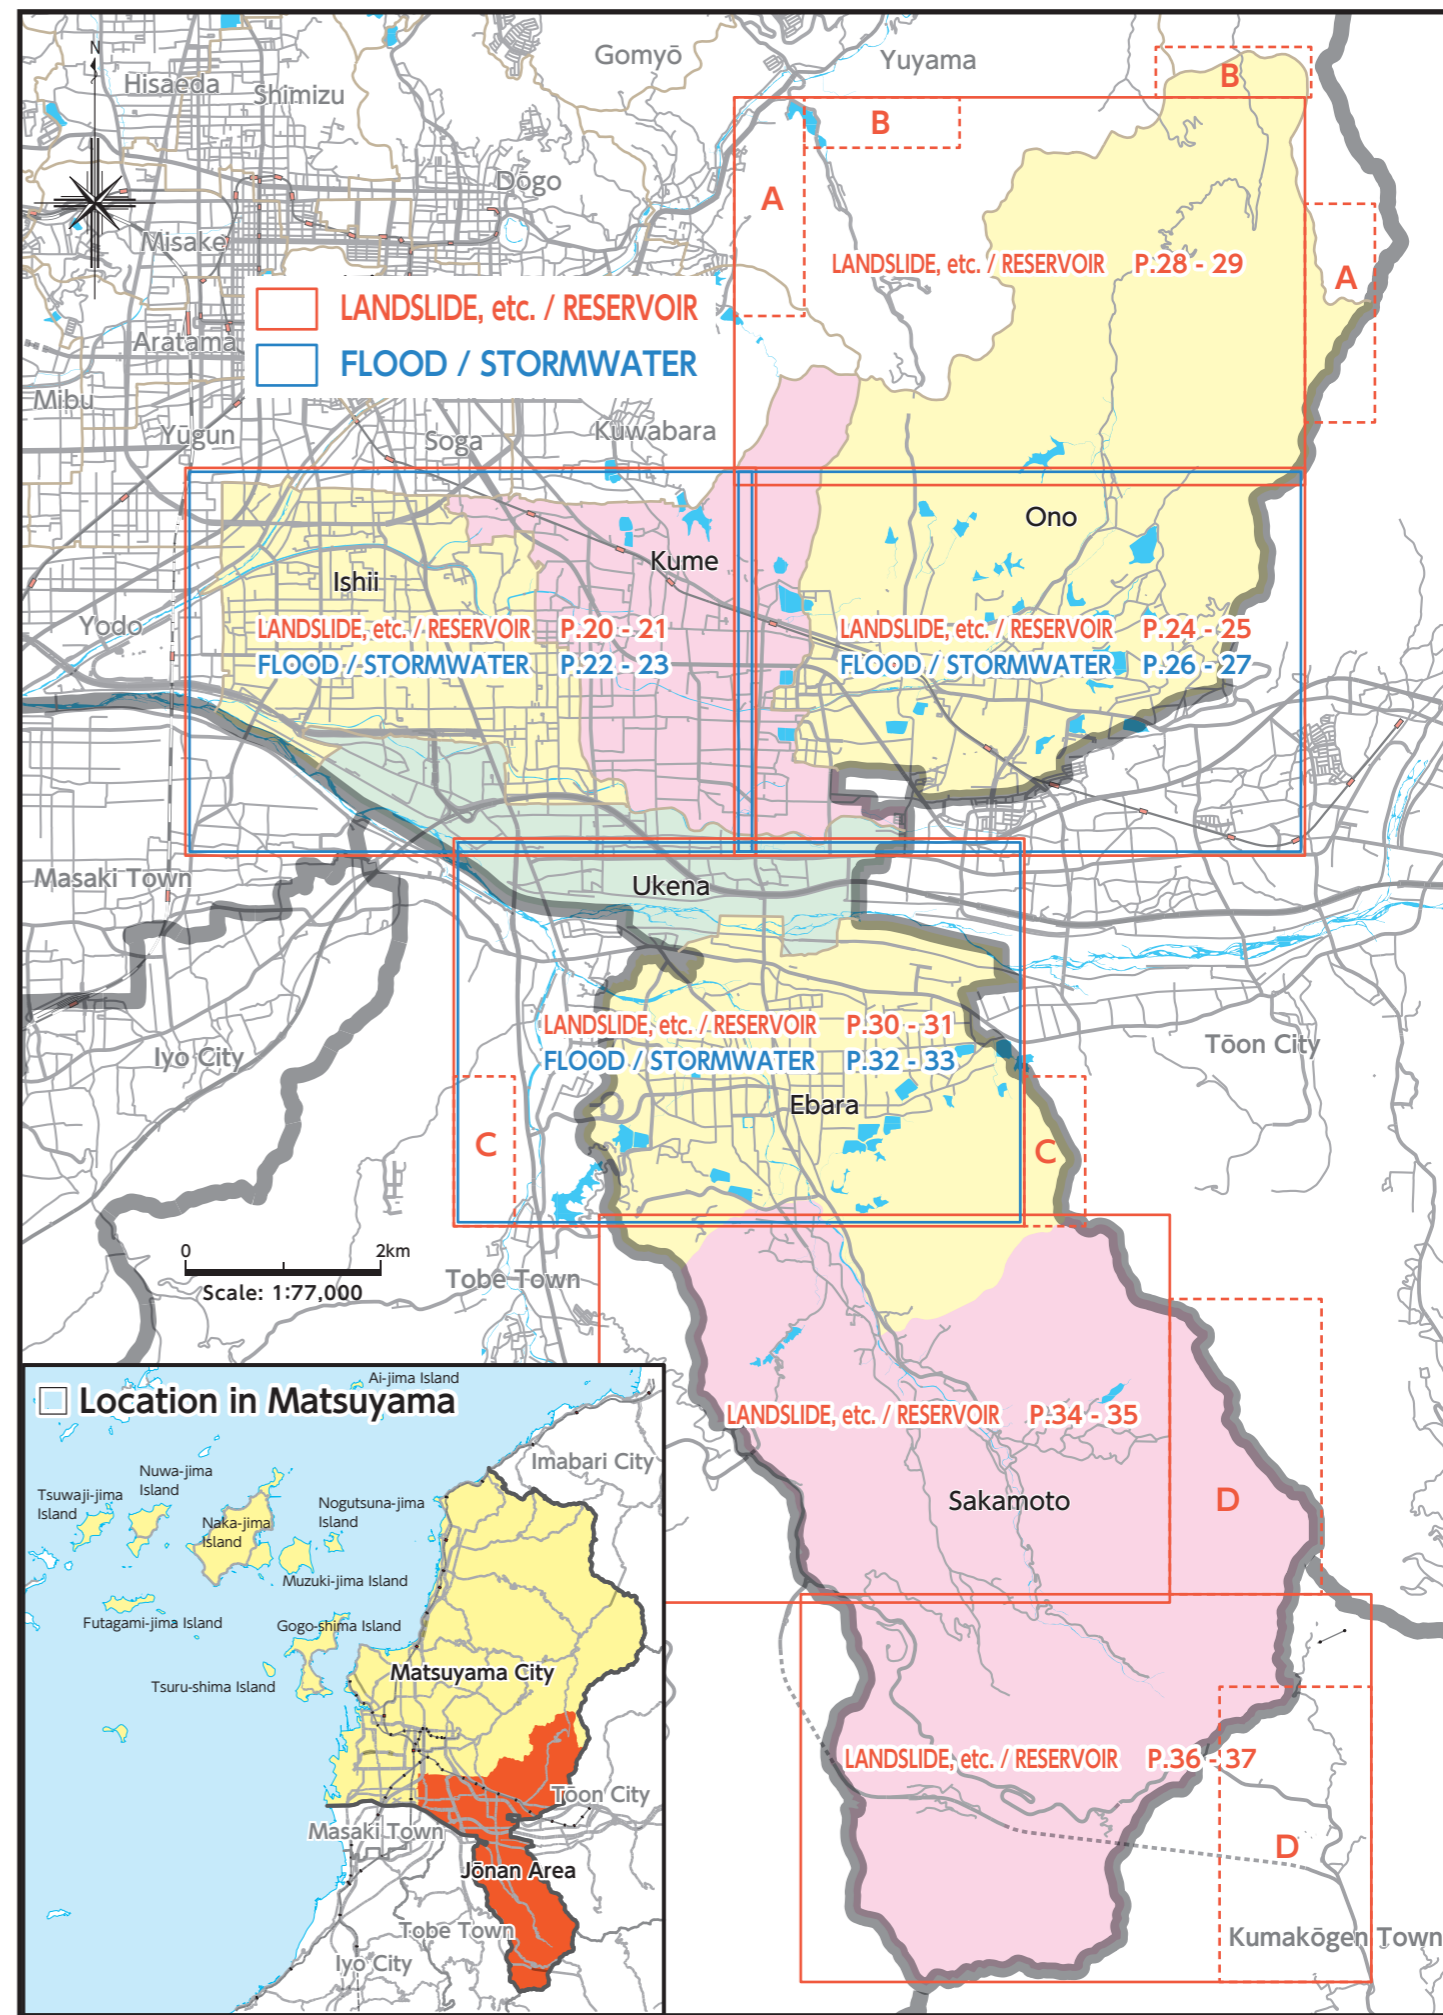 N
Hisaeda
Shimizu
Gomyō
Yuyama
B
B
Dōgo
A
Misake
LANDSLIDE, etc. / RESERVOIR P.28 - 29
A
LANDSLIDE, etc. / RESERVOIR
FLOOD / STORMWATER
Aratama
Mibu
Yugun
Soga
Kuwabara
Ono
Kume
Ishii
Yodo
LANDSLIDE, etc. / RESERVOIR P.20 - 21
FLOOD / STORMWATER P.22 - 23
LANDSLIDE, etc. / RESERVOIR P.24 - 25
FLOOD / STORMWATER P.26 - 27
Masaki Town
Ukena
LANDSLIDE, etc. / RESERVOIR P.30 - 31
FLOOD / STORMWATER P.32 - 33
Iyo City
Tōon City
Ebara
C
C
0 2km
Scale: 1:77,000
Tobe Town
LANDSLIDE, etc. / RESERVOIR P.34 - 35
Sakamoto
D
LANDSLIDE, etc. / RESERVOIR P.36 - 37
D
Kumakōgen Town
Location in Matsuyama
Ai-jima Island
Imabari City
Nuwa-jima
Island
Tsuwaji-jima
Island
Naka-jima
Island
Nogutsuna-jima
Island
Muzuki-jima Island
Futagami-jima Island
Gogo-shima Island
Tsuru-shima Island
Matsuyama City
Tōon City
Masaki Town
Jōnan Area
Tobe Town
Iyo City